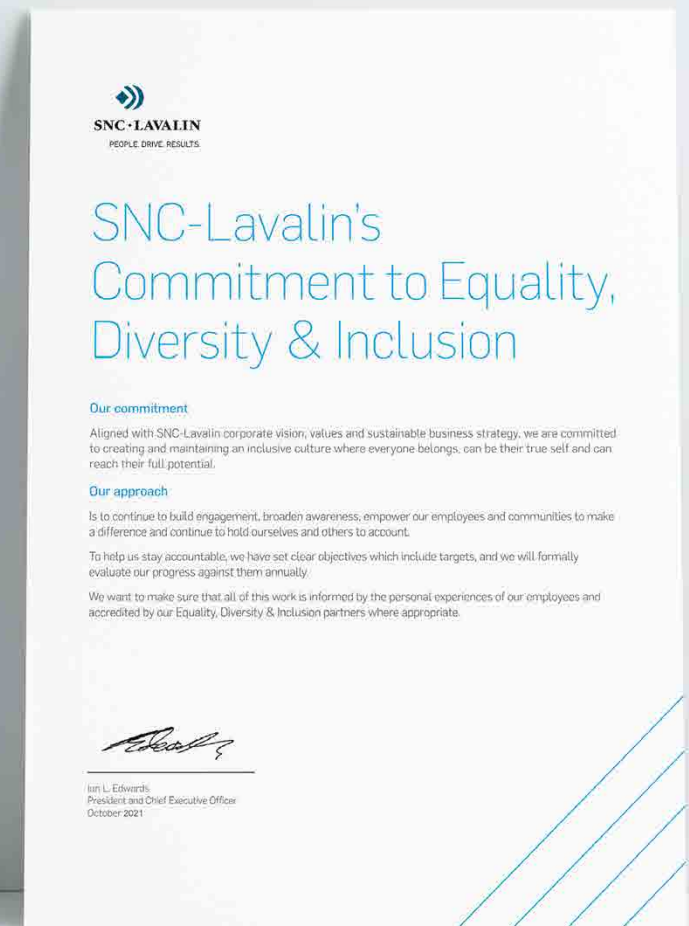 SNC·LAVALIN
PEOPLE. DRIVE. RESULTS.
SNC-Lavalin's
Commitment to Equality,
Diversity & Inclusion
Our commitment
Aligned with SNC-Lavalin corporate vision, values and sustainable business strategy, we are committed
to creating and maintaining an inclusive culture where everyone belongs, can be their true self and can
reach their full potential.
Our approach
Is to continue to build engagement, broaden awareness, empower our employees and communities to make
a difference and continue to hold ourselves and others to account.
To help us stay accountable, we have set clear objectives which include targets, and we will formally
evaluate our progress against them annually.
We want to make sure that all of this work is informed by the personal experiences of our employees and
accredited by our Equality, Diversity & Inclusion partners where appropriate.
Ian L. Edwards
President and Chief Executive Officer
October 2021